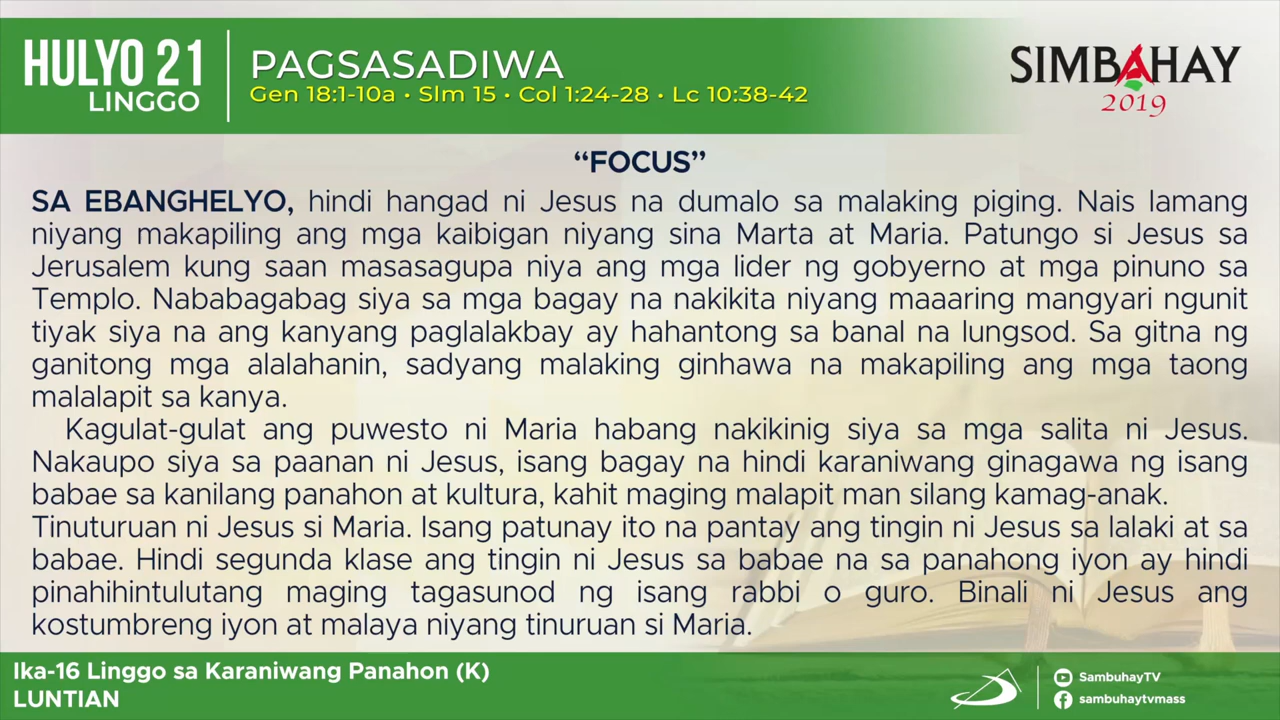 HULYO 21
LINGGO
PAGSASADIWA
Gen 18:1-10a • Slm 15 • Col 1:24-28 • Lc 10:38-42
SIMBAHAY
2019
“FOCUS”
SA EBANGHELYO, hindi hangad ni Jesus na dumalo sa malaking piging. Nais lamang
niyang makapiling ang mga kaibigan niyang sina Marta at Maria. Patungo si Jesus sa
Jerusalem kung saan masasagupa niya ang mga lider ng gobyerno at mga pinuno sa
Templo. Nababagabag siya sa mga bagay na nakikita niyang maaaring mangyari ngunit
tiyak siya na ang kanyang paglalakbay ay hahantong sa banal na lungsod. Sa gitna ng
ganitong mga alalahanin, sadyang malaking ginhawa na makapiling ang mga taong
malalapit sa kanya.
Kagulat-gulat ang puwesto ni Maria habang nakikinig siya sa mga salita ni Jesus.
Nakaupo siya sa paanan ni Jesus, isang bagay na hindi karaniwang ginagawa ng isang
babae sa kanilang panahon at kultura, kahit maging malapit man silang kamag-anak.
Tinuturuan ni Jesus si Maria. Isang patunay ito na pantay ang tingin ni Jesus sa lalaki at sa
babae. Hindi segunda klase ang tingin ni Jesus sa babae na sa panahong iyon ay hindi
pinahihintulutang maging tagasunod ng isang rabbi o guro. Binali ni Jesus ang
kostumbreng iyon at malaya niyang tinuruan si Maria.
Ika-16 Linggo sa Karaniwang Panahon (K)
LUNTIAN
SambuhayTV
sambuhaytvmass